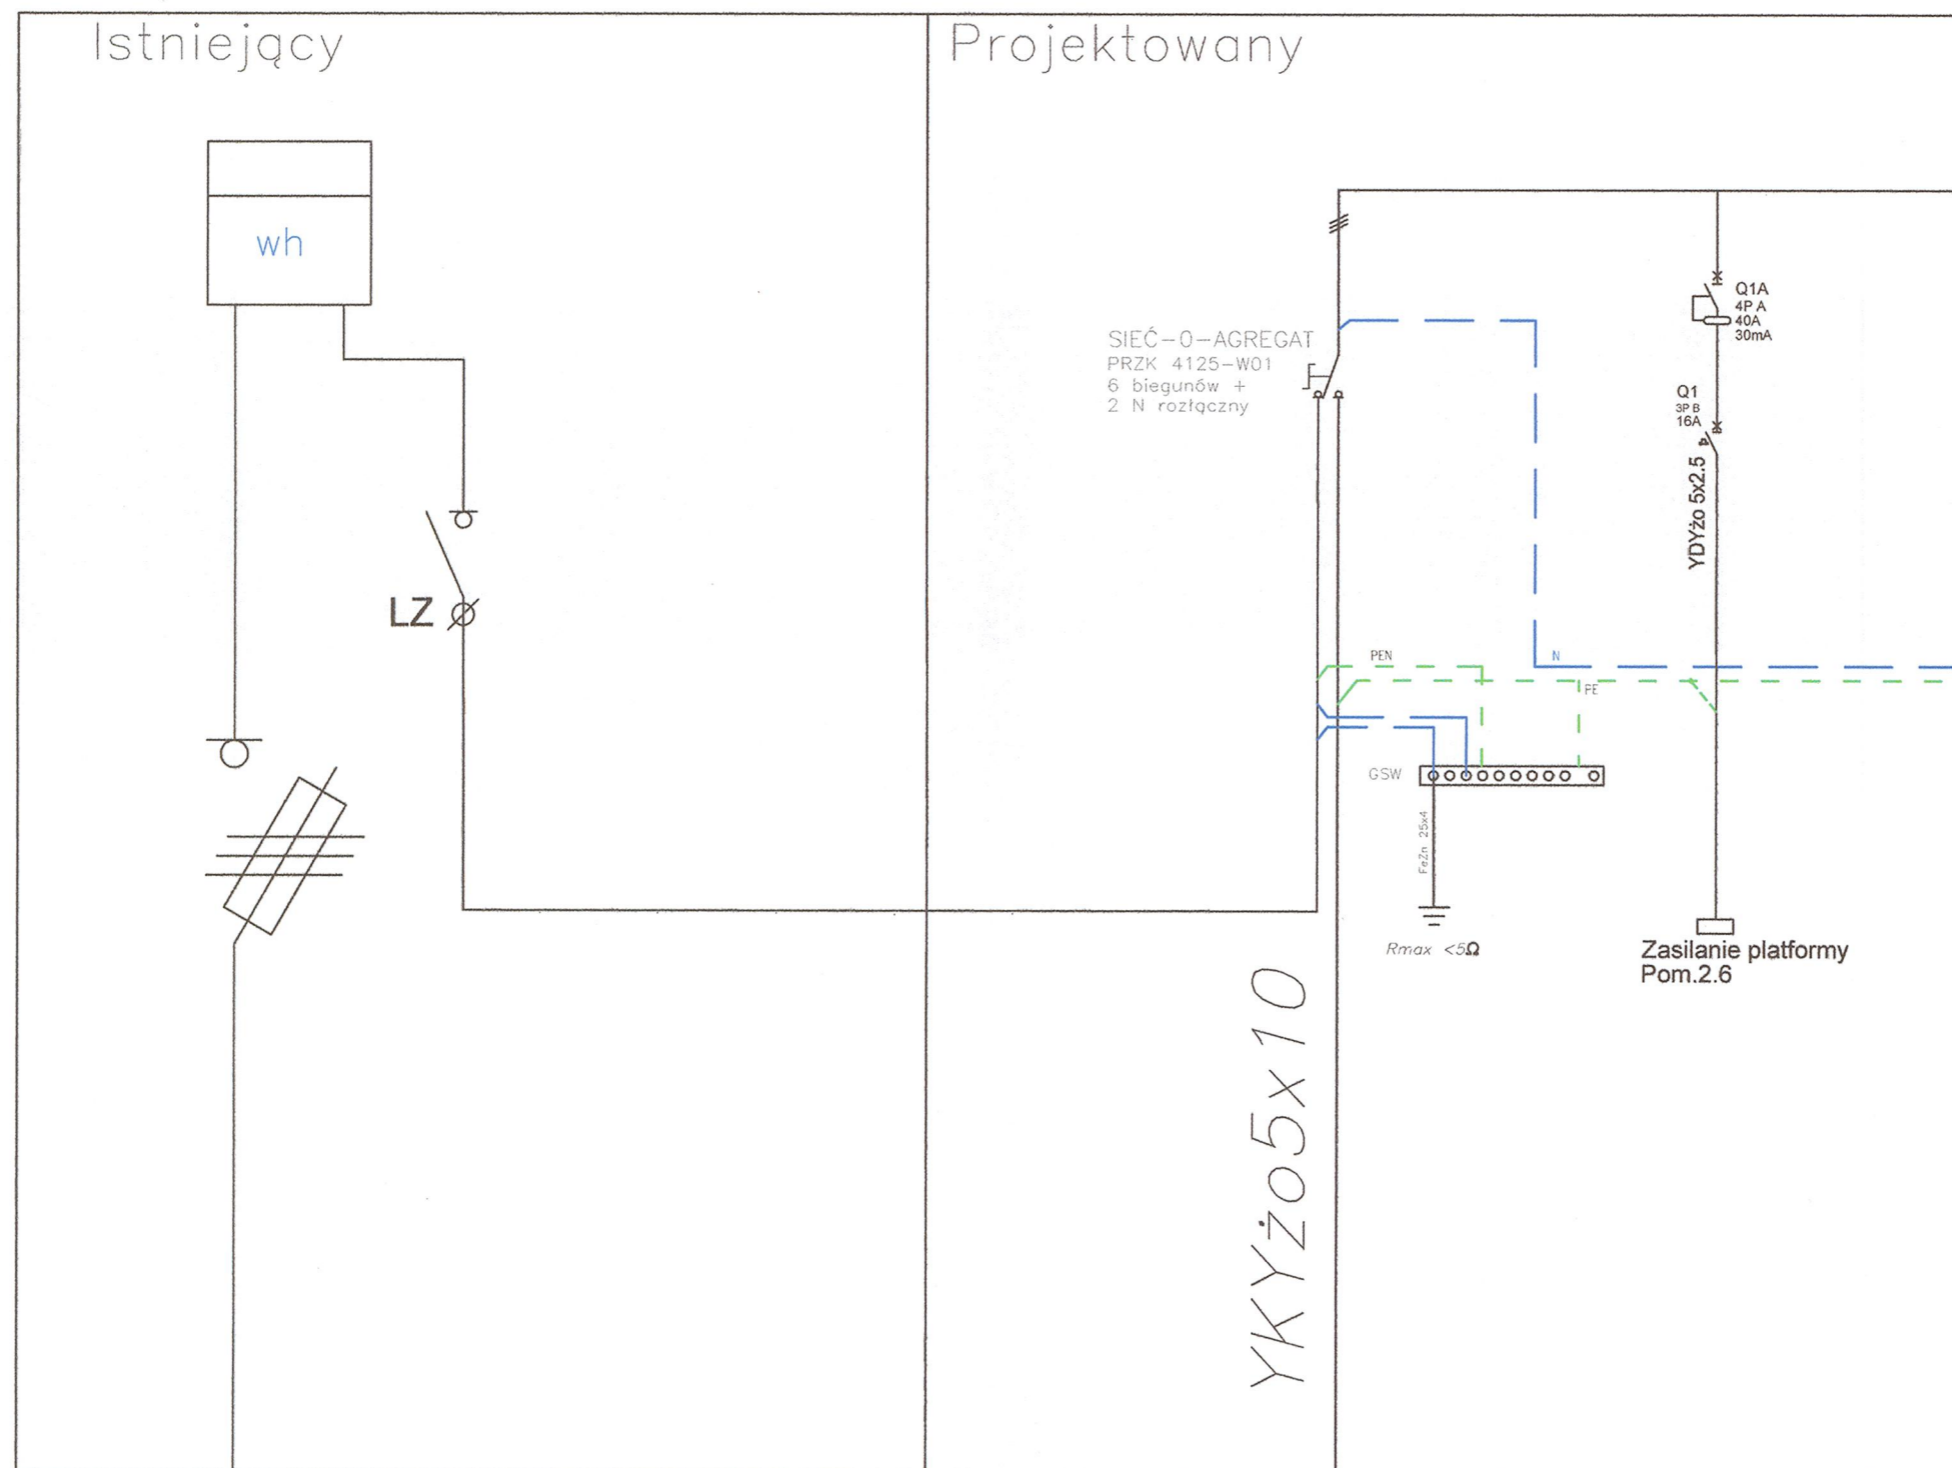 Istniejący
Projektowany
wh
LZ
SIEĆ-0-AGREGAT
PRZK 4125-W01
6 biegunów +
2 N rozłączny
Q1A
4P A
40A
30mA
Q1
3P B
16A
YDYżo 5x2.5
PEN
N
PE
GSW
FeZn 25x4
Rmax <5Ω
Zasilanie platformy
Pom.2.6
YKYżo5x10